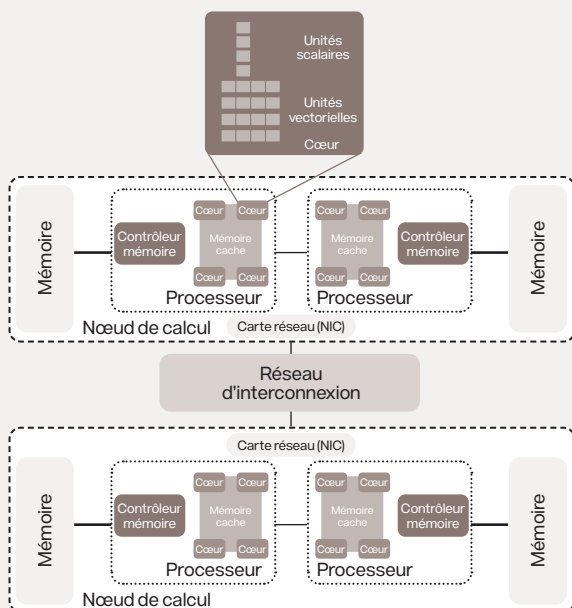 Unités
scalaires
Unités
vectorielles
Cœur
Mémoire
Contrôleur
mémoire
Cœur
Cœur
Mémoire
cache
Cœur
Cœur
Processeur
Cœur
Cœur
Mémoire
cache
Cœur
Cœur
Contrôleur
mémoire
Processeur
Mémoire
Nœud de calcul
Carte réseau (NIC)
Réseau
d'interconnexion
Carte réseau (NIC)
Mémoire
Contrôleur
mémoire
Cœur
Cœur
Mémoire
cache
Cœur
Cœur
Processeur
Cœur
Cœur
Mémoire
cache
Cœur
Cœur
Contrôleur
mémoire
Processeur
Mémoire
Nœud de calcul